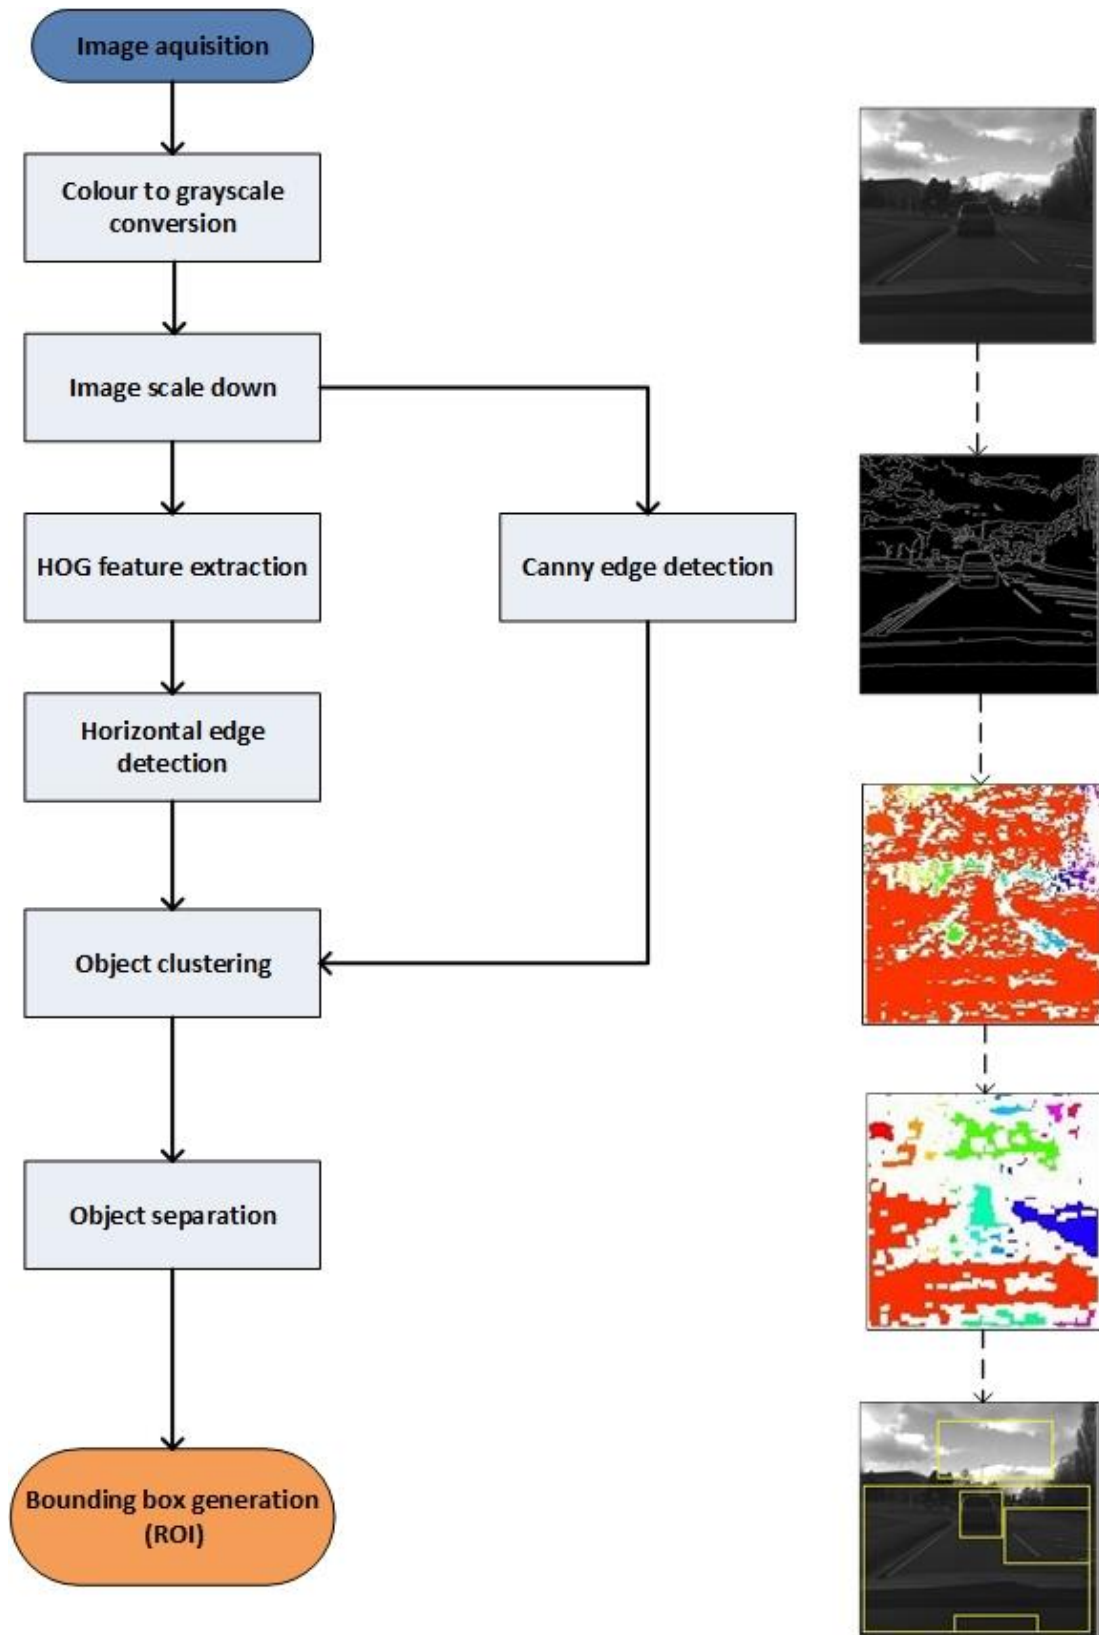 Image aquisition
Colour to grayscale
conversion
Image scale down
HOG feature extraction
Canny edge detection
Horizontal edge
detection
Object clustering
Object separation
Bounding box generation
(ROI)